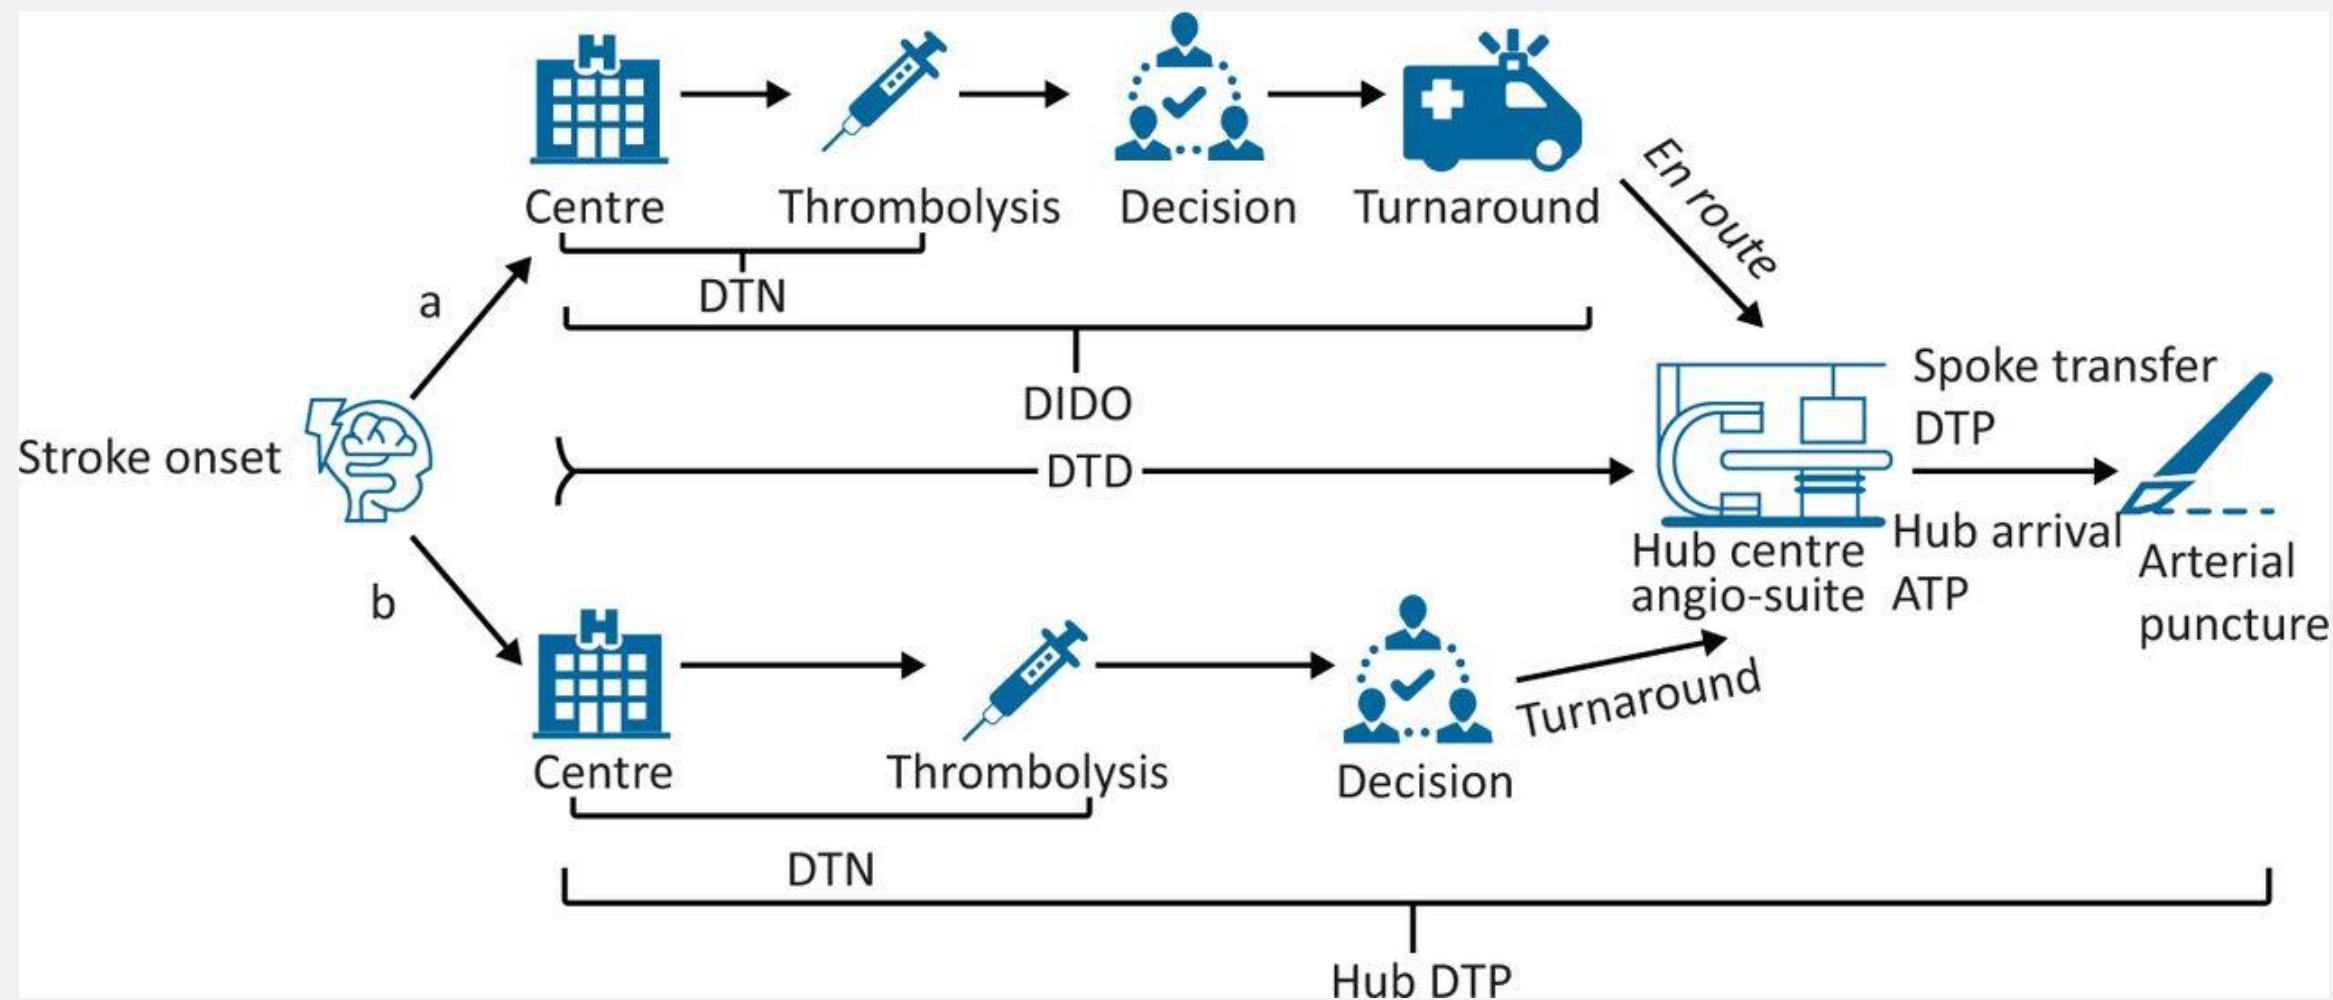 Centre
Thrombolysis
Decision
Turnaround
En route
DTN
a
DIDO
Stroke onset
DTD
Spoke transfer
DTP
Hub centre
angio-suite
Hub arrival
ATP
Arterial
puncture
b
Centre
Thrombolysis
Decision
Turnaround
DTN
Hub DTP